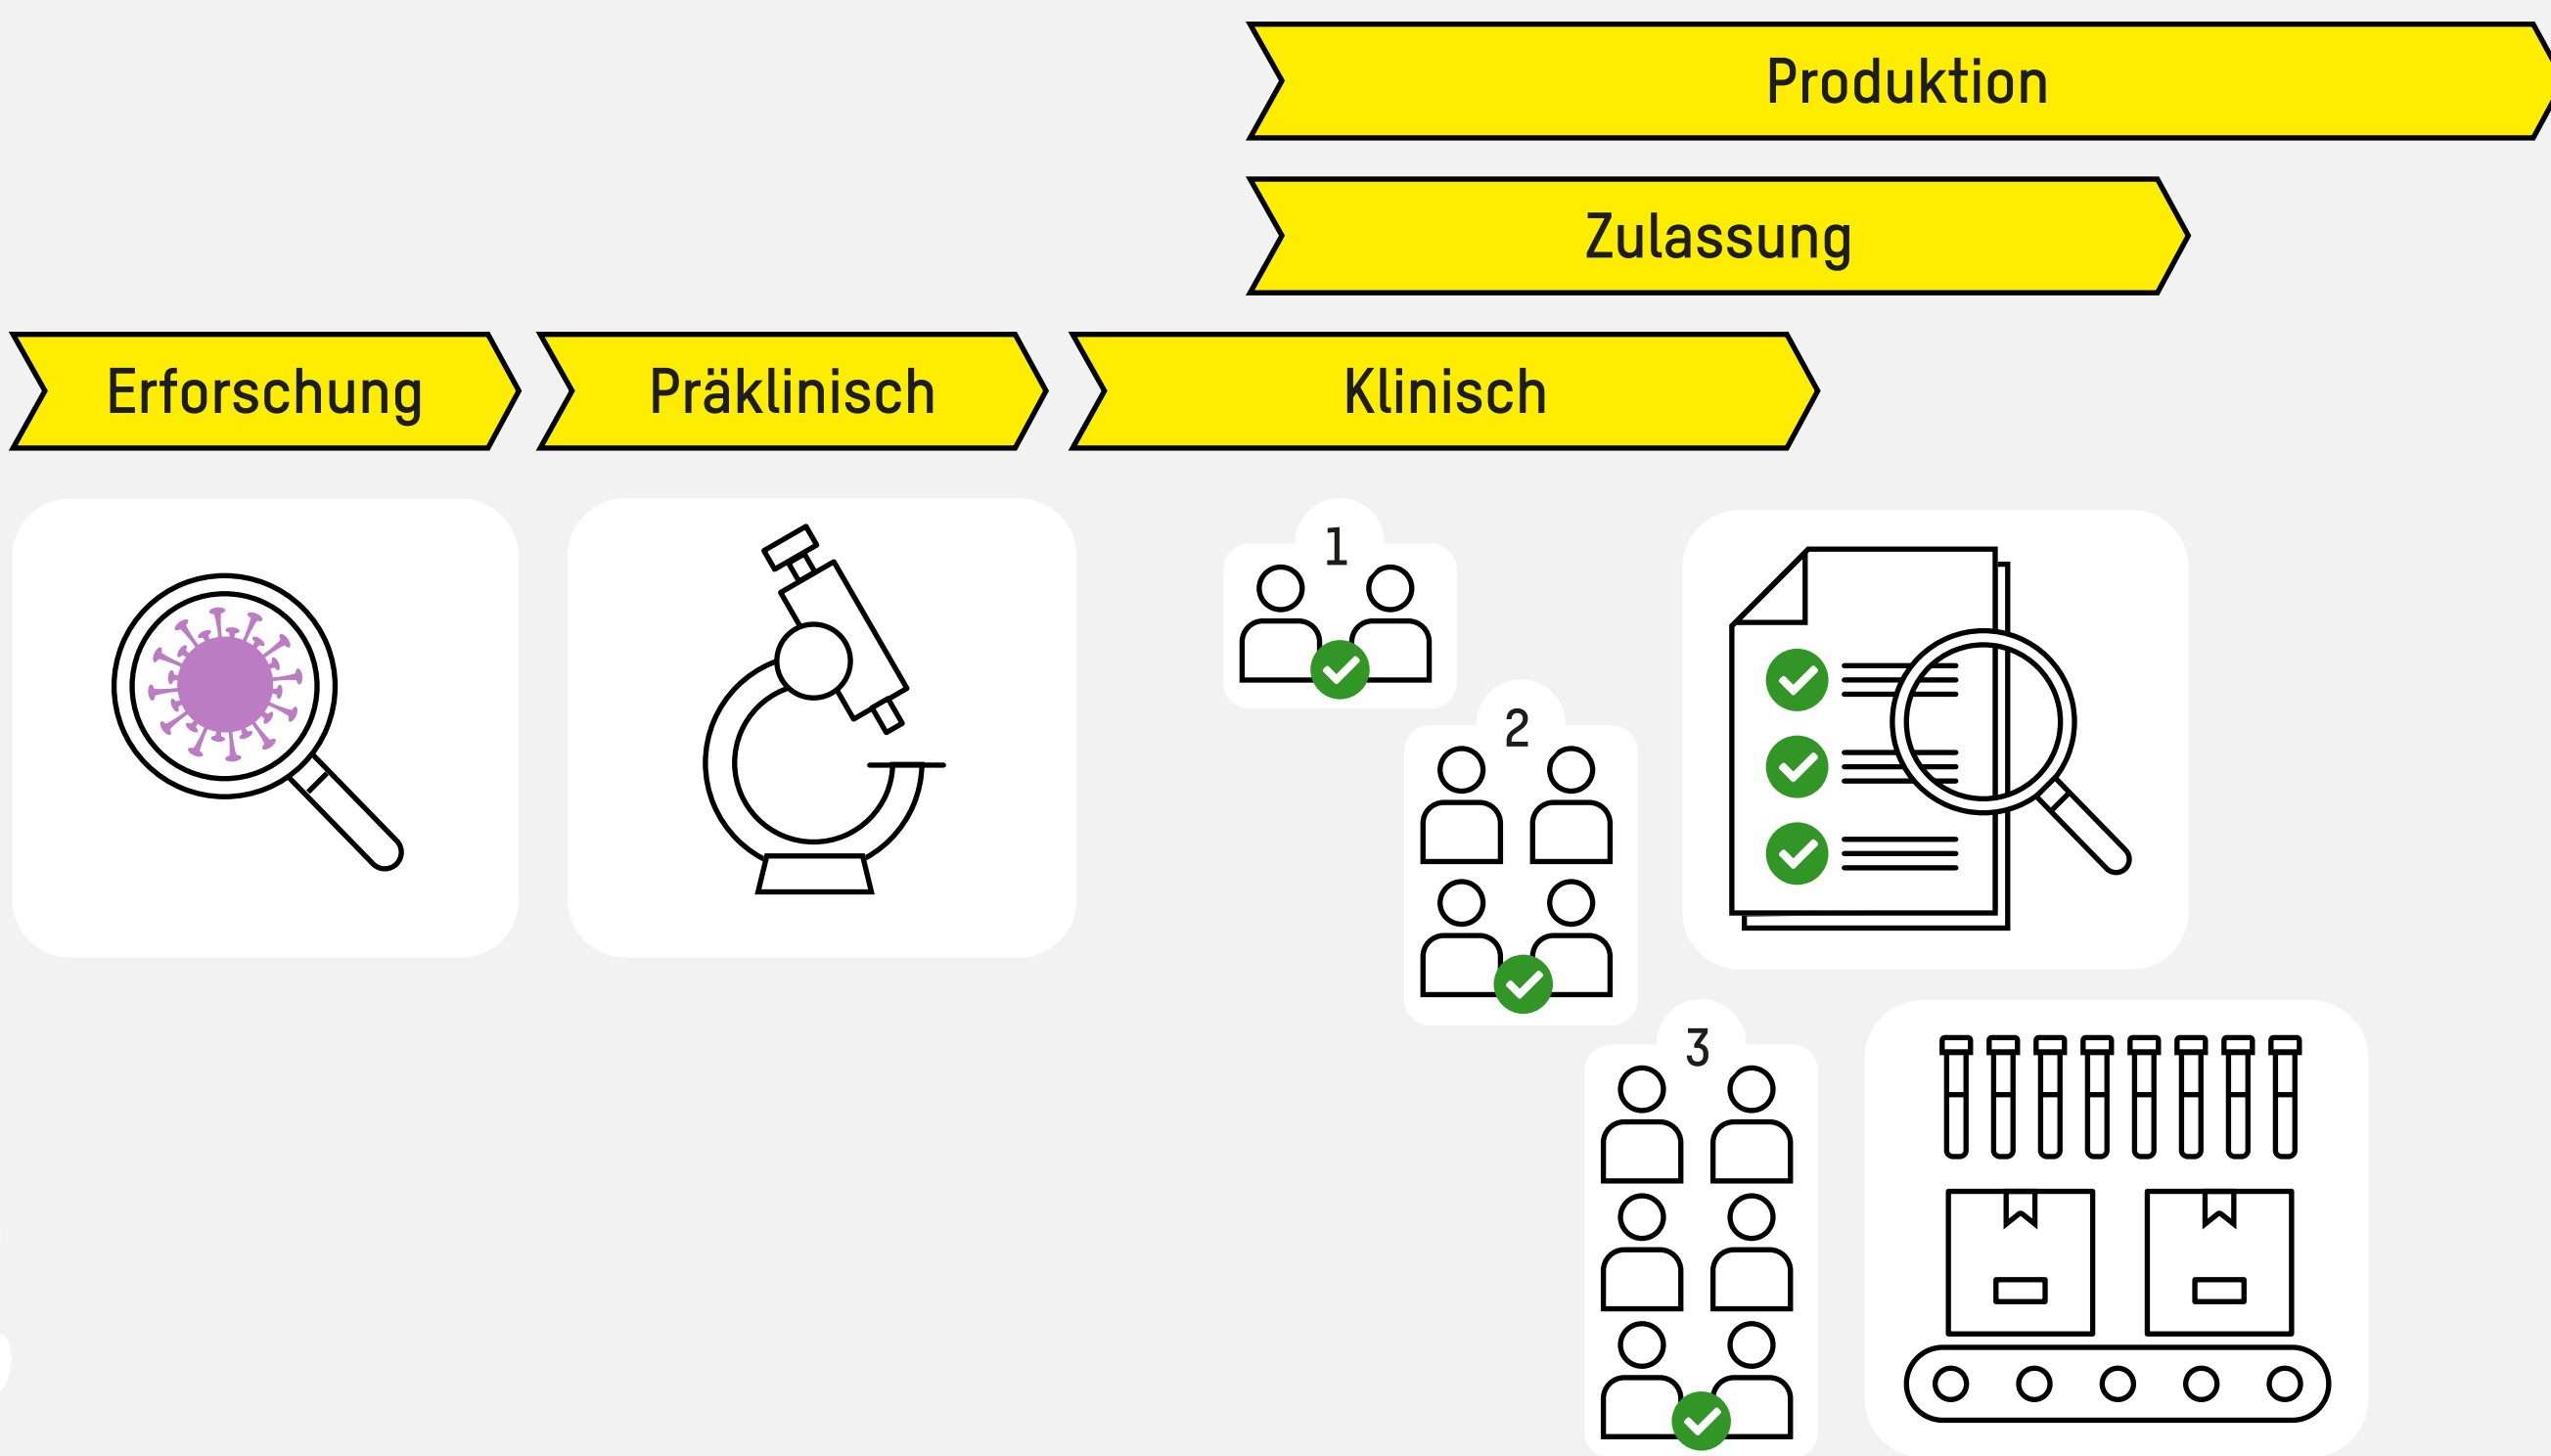 Produktion
Zulassung
Erforschung
Präklinisch
Klinisch
1
2
3